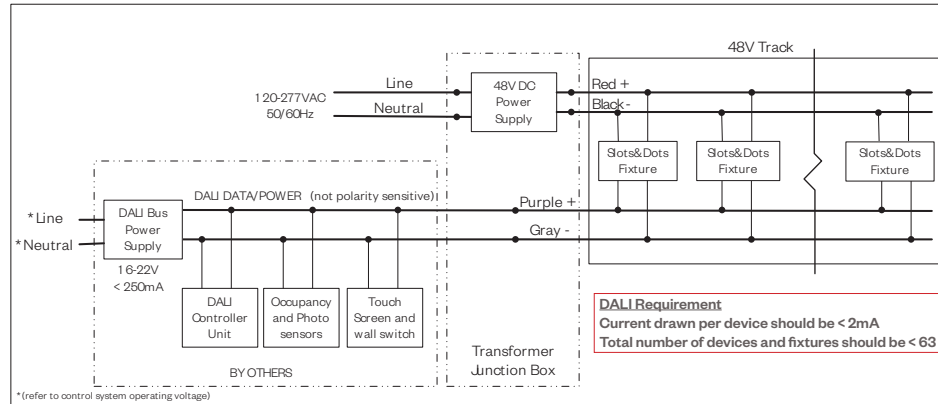 48V Track
Line
Neutral
120-277VAC
50/60Hz
48V DC
Power
Supply
Red +
Black-
Slots&Dots
Fixture
Slots&Dots
Fixture
Slots&Dots
Fixture
DALI DATA/POWER (not polarity sensitive)
*Line
*Neutral
DALI Bus
Power
Supply
16-22V
< 250mA
Purple +
Gray -
DALI
Controller
Unit
Occupancy
and Photo
sensors
Touch
Screen and
wall switch
BY OTHERS
Transformer
Junction Box
DALI Requirement
Current drawn per device should be < 2mA
Total number of devices and fixtures should be < 63
*(refer to control system operating voltage)